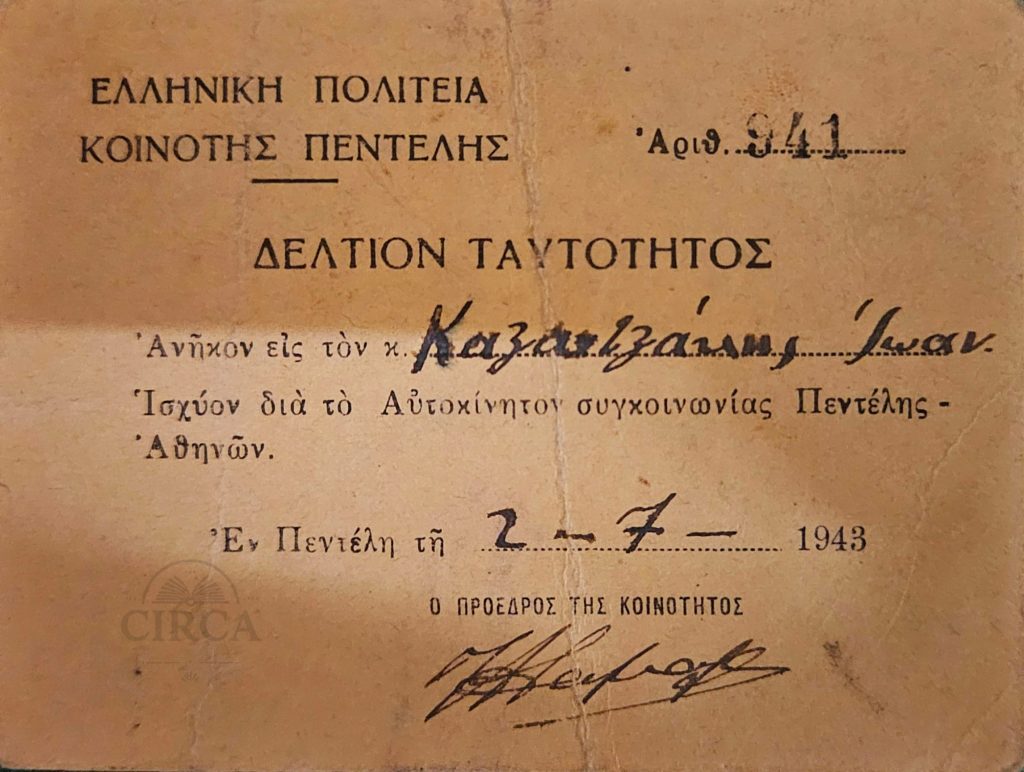 ΕΛΛΗΝΙΚΗ ΠΟΛΙΤΕΙΑ
ΚΟΙΝΟΤΗΣ ΠΕΝΤΕΛΗΣ
Ἀριθ. 941
ΔΕΛΤΙΟΝ ΤΑΥΤΟΤΗΤΟΣ
Ἀνῆκον εἰς τὸν κ. Καζαντζάκης Ἰωαν.
Ἰσχύον διὰ τὸ Αὐτοκίνητον συγκοινωνίας Πεντέλης -
Ἀθηνῶν.
Ἐν Πεντέλῃ τῇ 2 - 7 - 1943
Ο ΠΡΟΕΔΡΟΣ ΤΗΣ ΚΟΙΝΟΤΗΤΟΣ
CIRCA